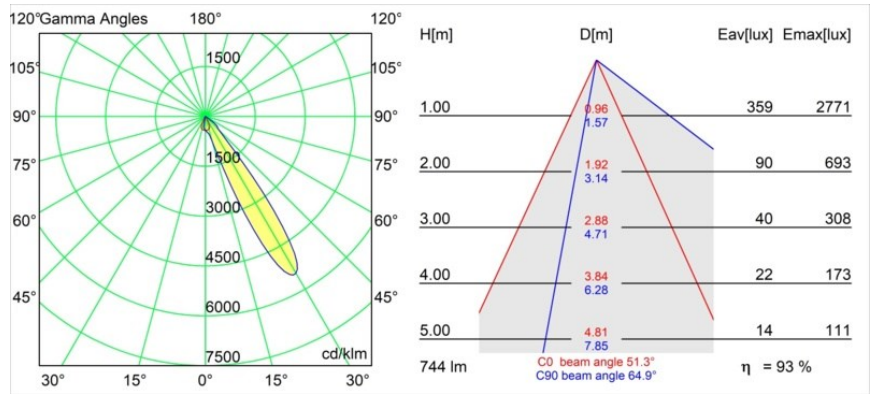 120° Gamma Angles 180° 120°
1500
105° 105°
90° 90°
1500
75° 75°
3000
60° 60°
4500
45° 45°
6000
7500 cd/klm
30° 15° 0° 15° 30°
H[m] D[m] Eav[lux] Emax[lux]
1.00 0.96 359 2771
1.57
2.00 1.92 90 693
3.14
3.00 2.88 40 308
4.71
4.00 3.84 22 173
6.28
5.00 4.81 14 111
7.85
C0 beam angle 51.3°
744 lm η = 93 %
C90 beam angle 64.9°